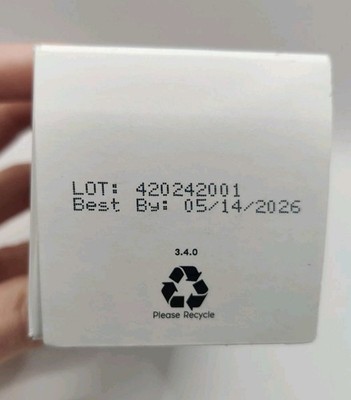 LOT: 420242001
Best By: 05/14/2026
3.4.0
Please Recycle